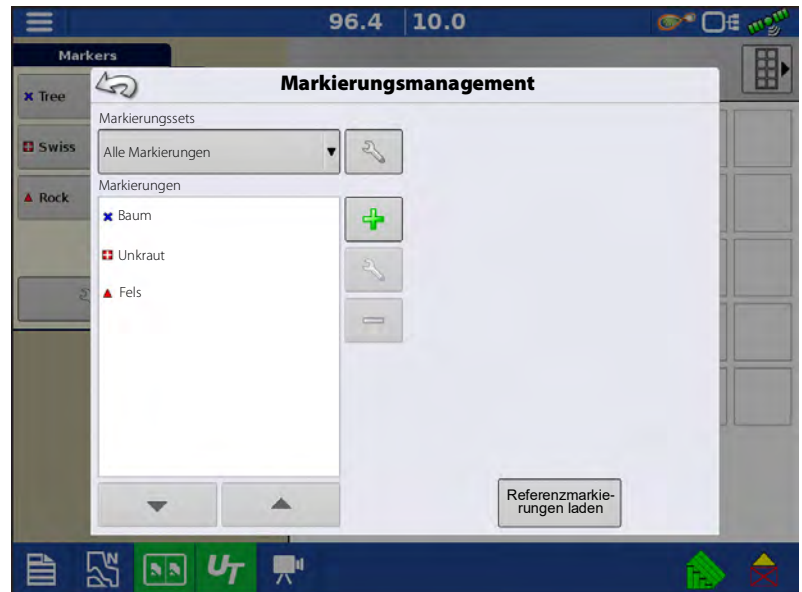 96.4 10.0
Markers
Tree
Swiss
Rock
Markierungsmanagement
Markierungssets
Alle Markierungen
Markierungen
Baum
Unkraut
Fels
Referenzmarkie-
rungen laden
N
UT